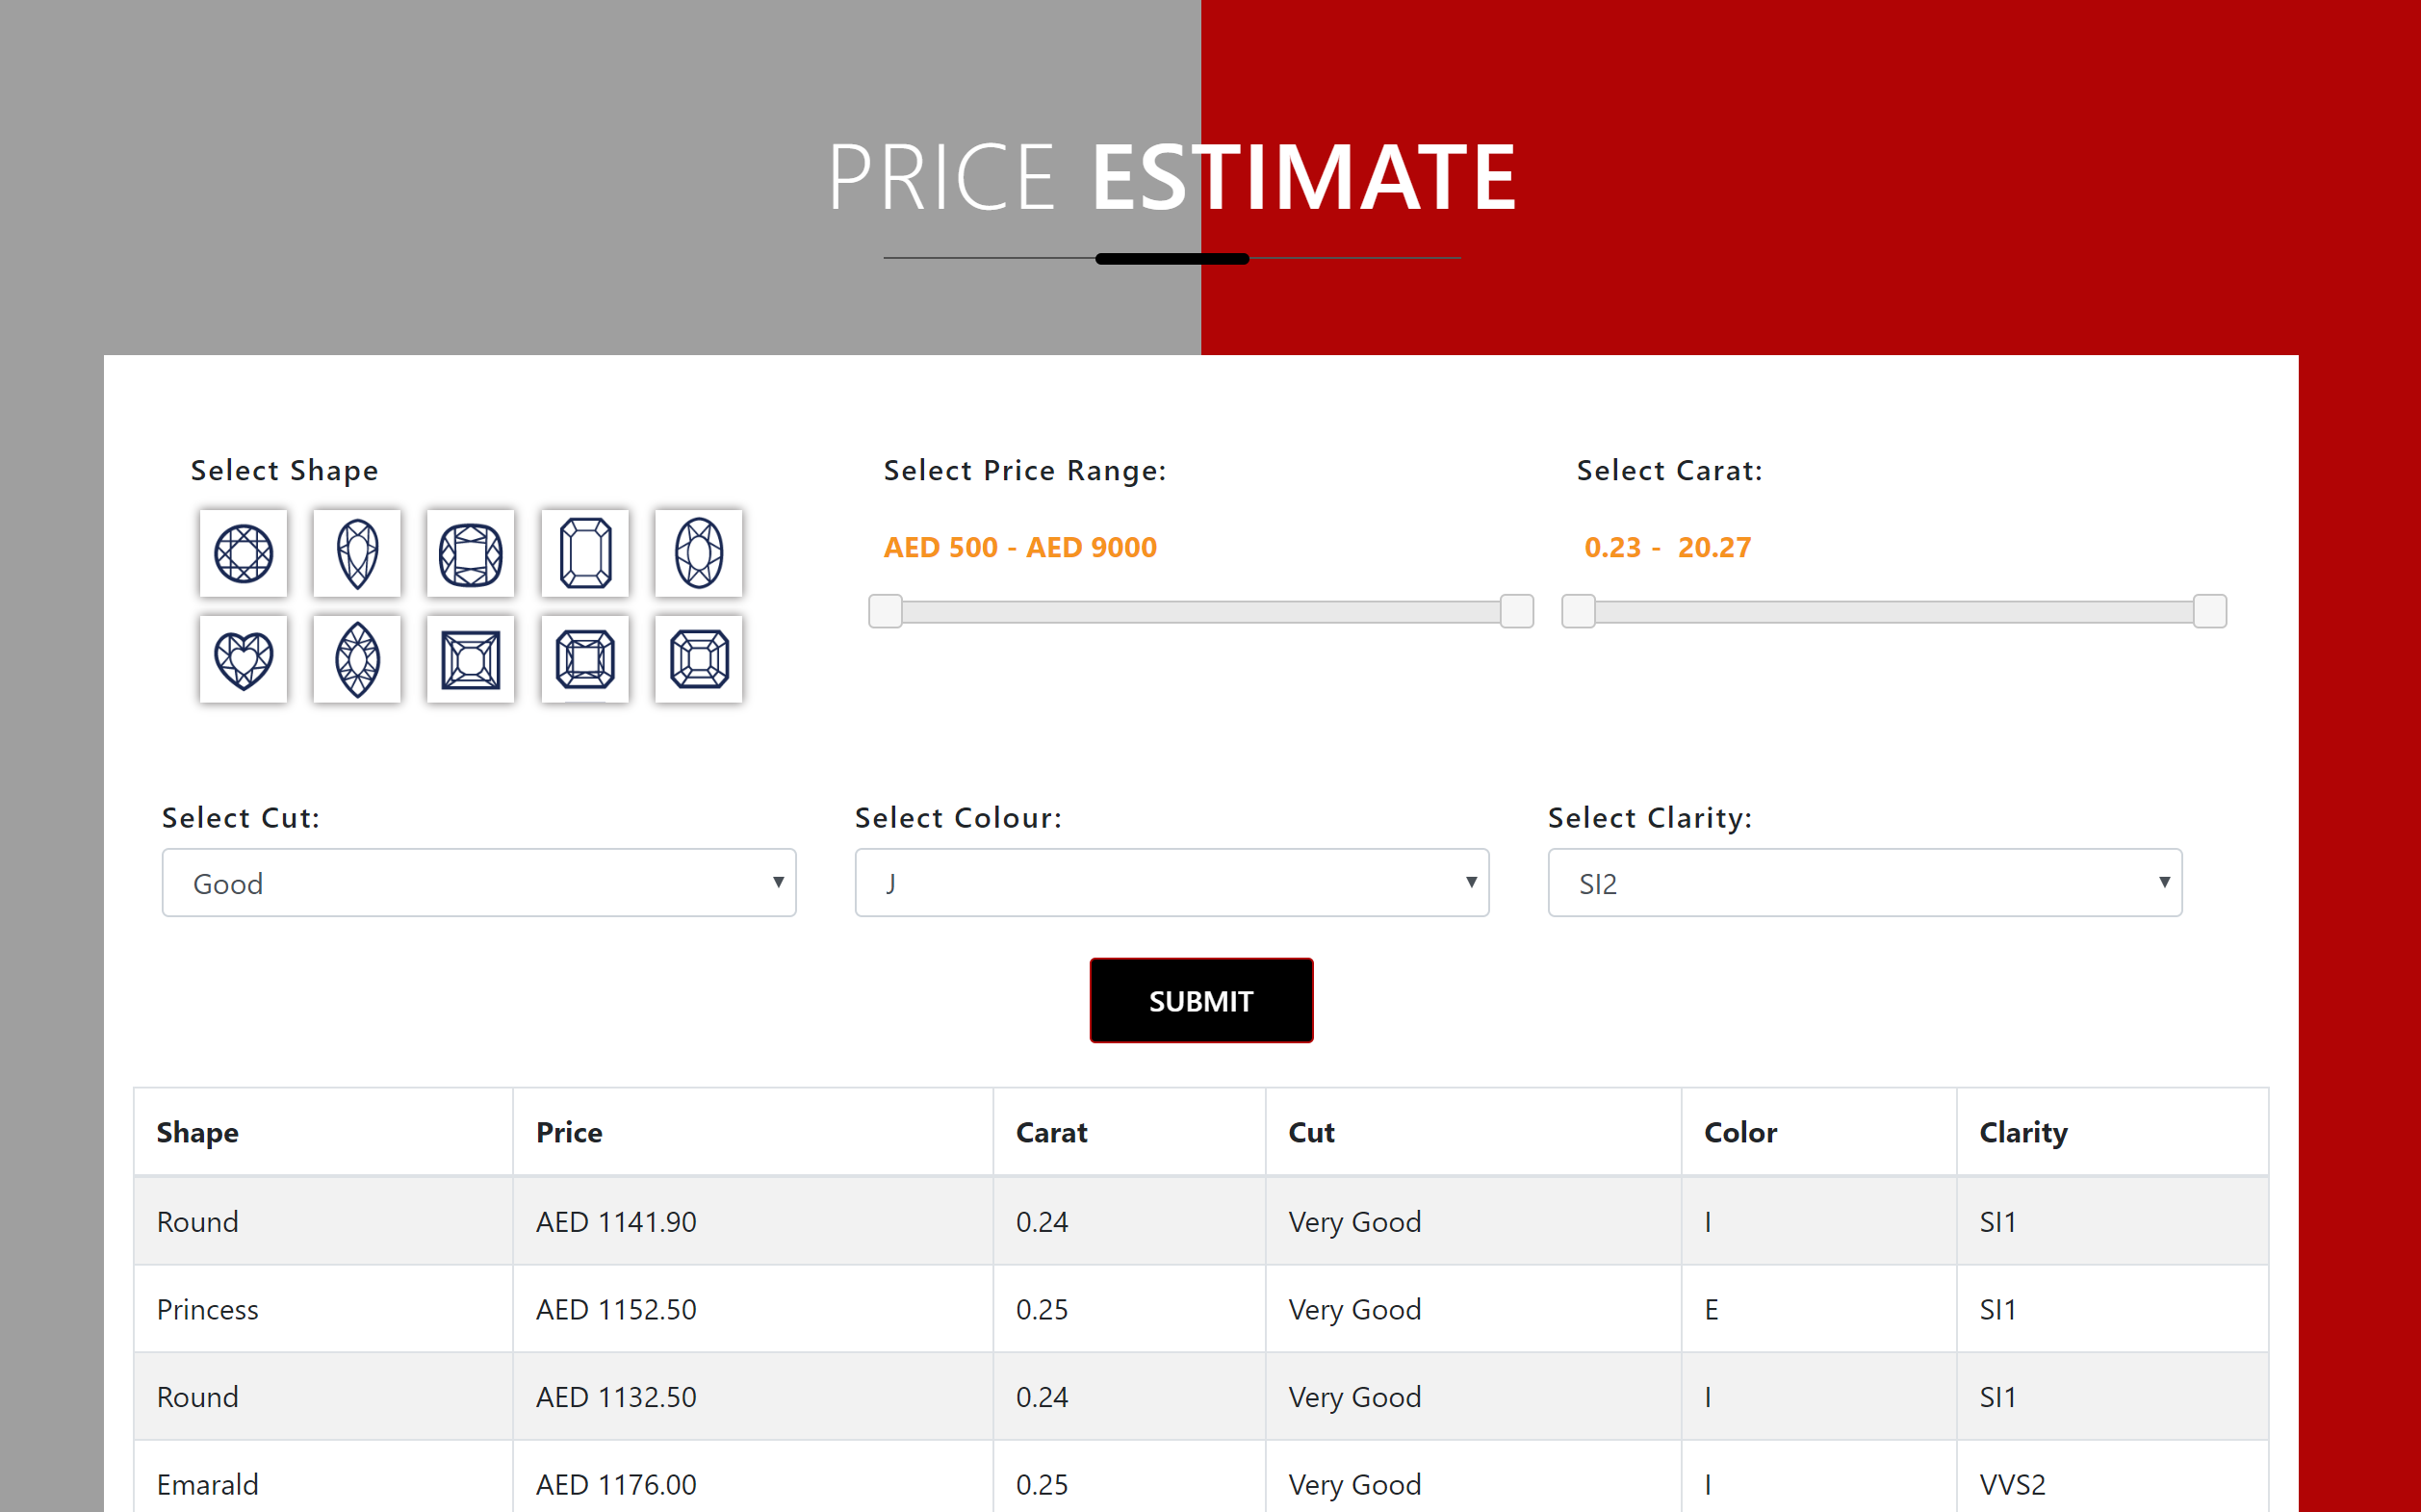 PRICE ESTIMATE
Select Shape
Select Price Range:
AED 500 - AED 9000
Select Carat:
0.23 - 20.27
Select Cut:
Good
Select Colour:
J
Select Clarity:
SI2
SUBMIT
Shape Price Carat Cut Color Clarity
Round AED 1141.90 0.24 Very Good I SI1
Princess AED 1152.50 0.25 Very Good E SI1
Round AED 1132.50 0.24 Very Good I SI1
Emarald AED 1176.00 0.25 Very Good I VVS2